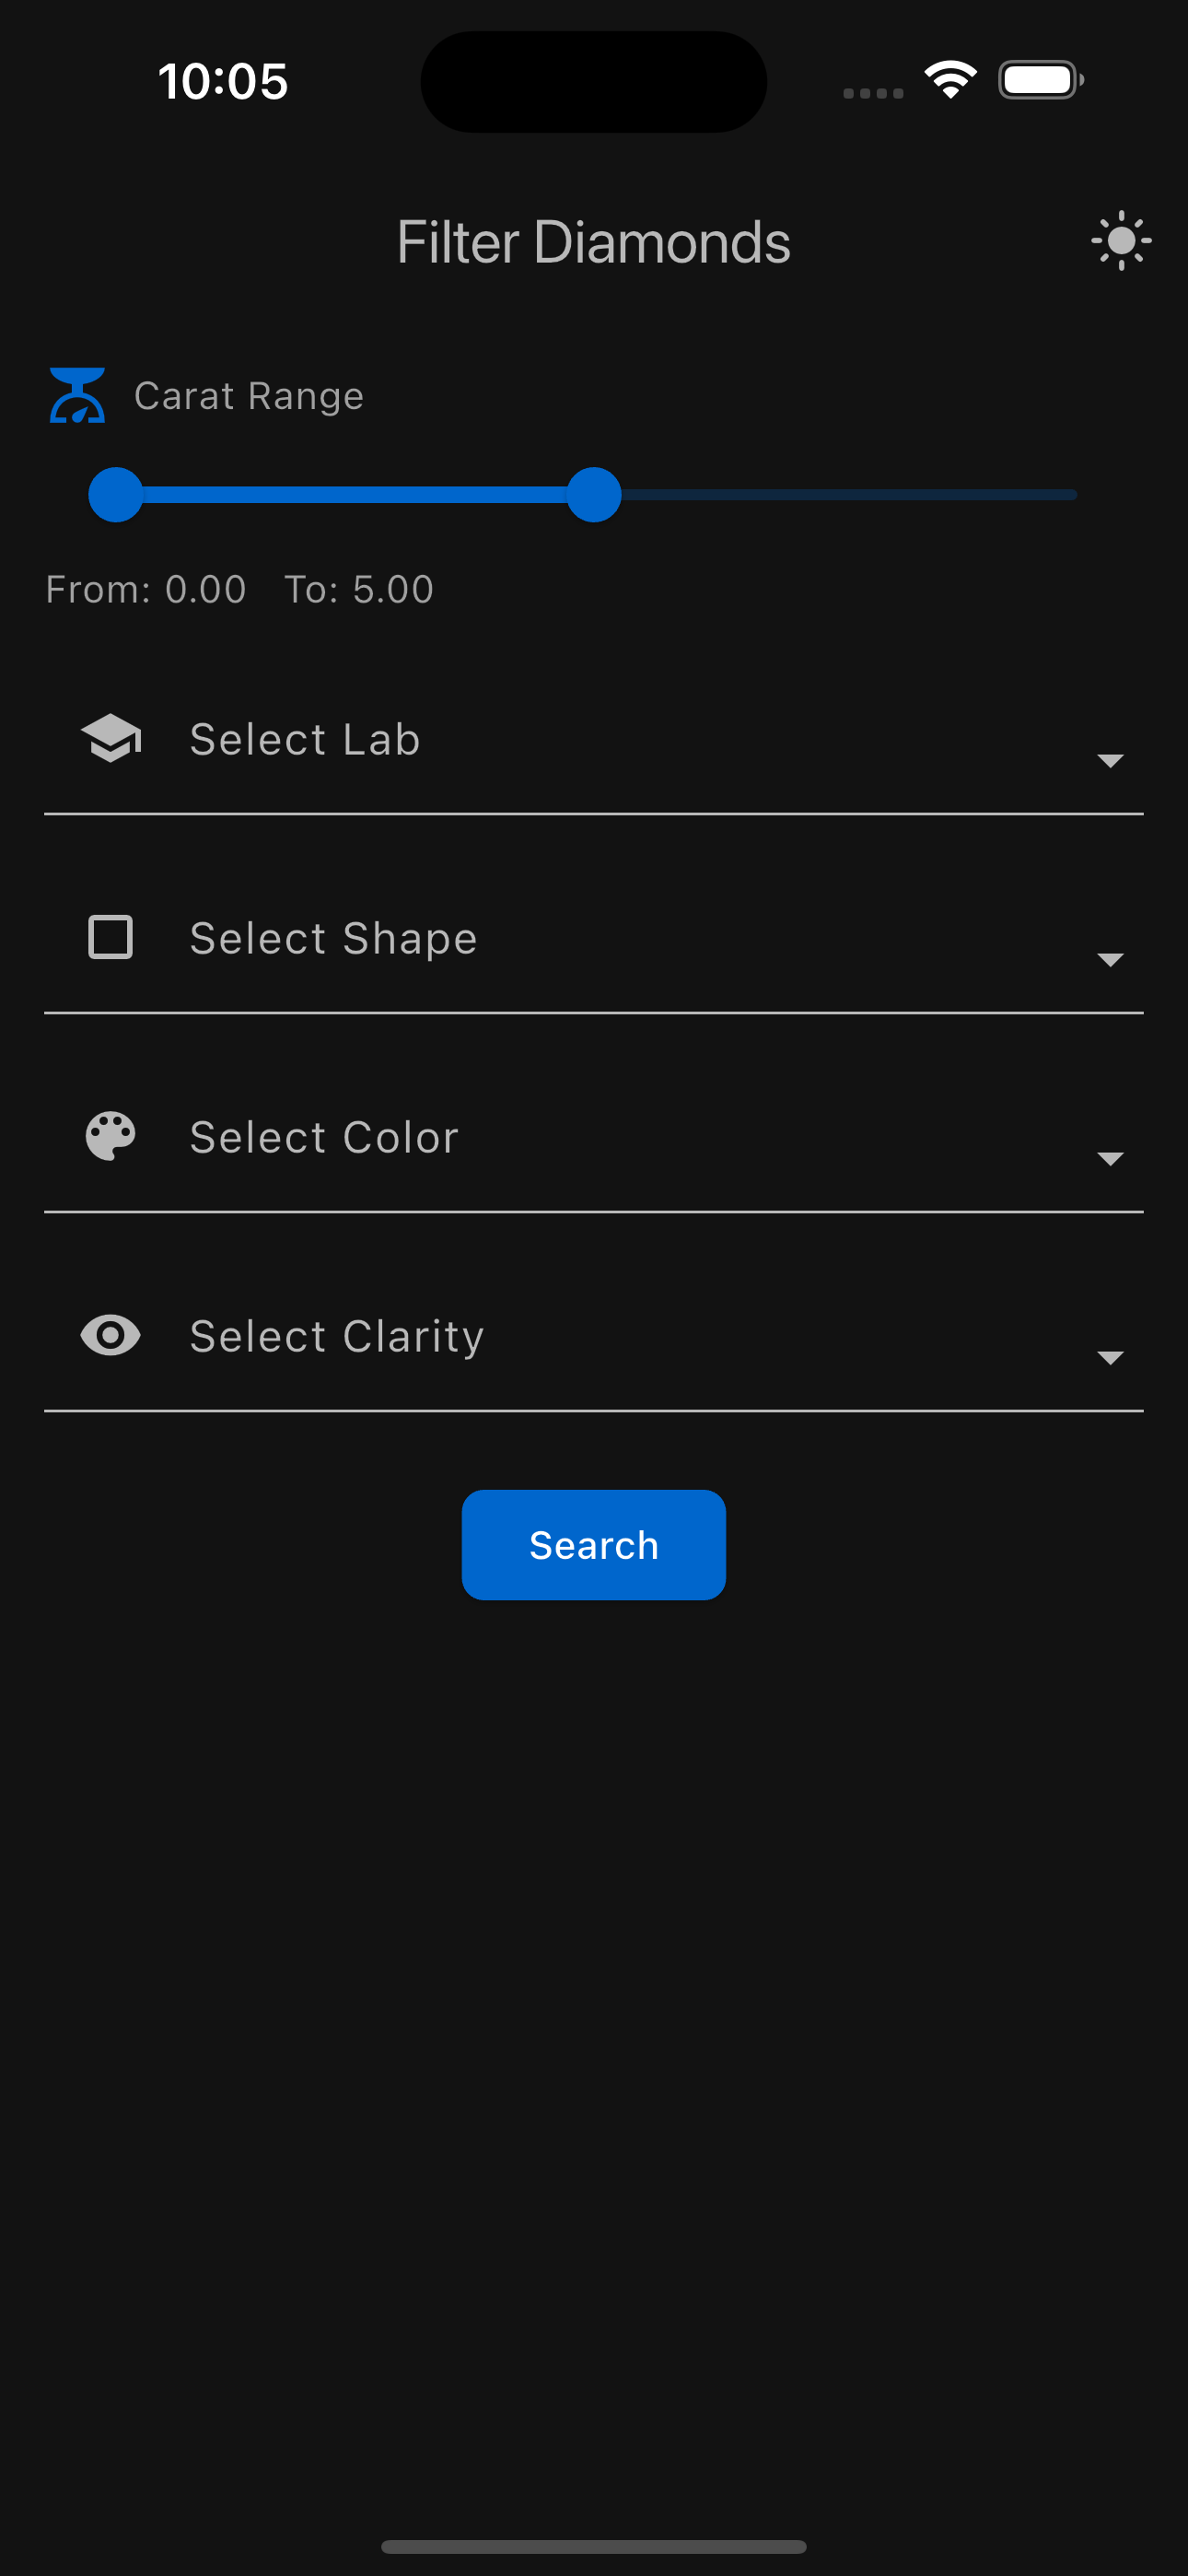 10:05
Filter Diamonds
Carat Range
From: 0.00 To: 5.00
Select Lab
Select Shape
Select Color
Select Clarity
Search